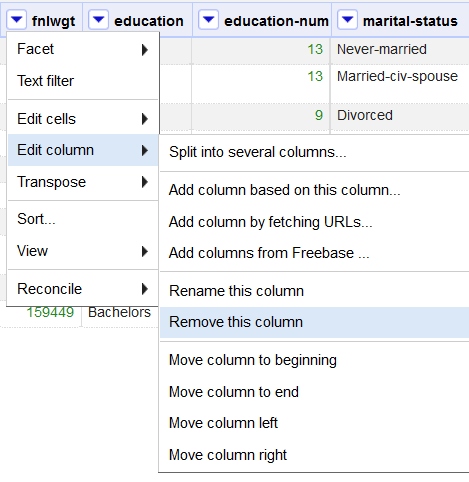 fnlwgt education education-num marital-status
Facet 13 Never-married
Text filter 13 Married-civ-spouse
Edit cells 9 Divorced
Edit column Split into several columns...
Transpose Add column based on this column...
Sort... Add column by fetching URLs...
View Add columns from Freebase ...
Reconcile Rename this column
159449 Bachelors Remove this column
Move column to beginning
Move column to end
Move column left
Move column right